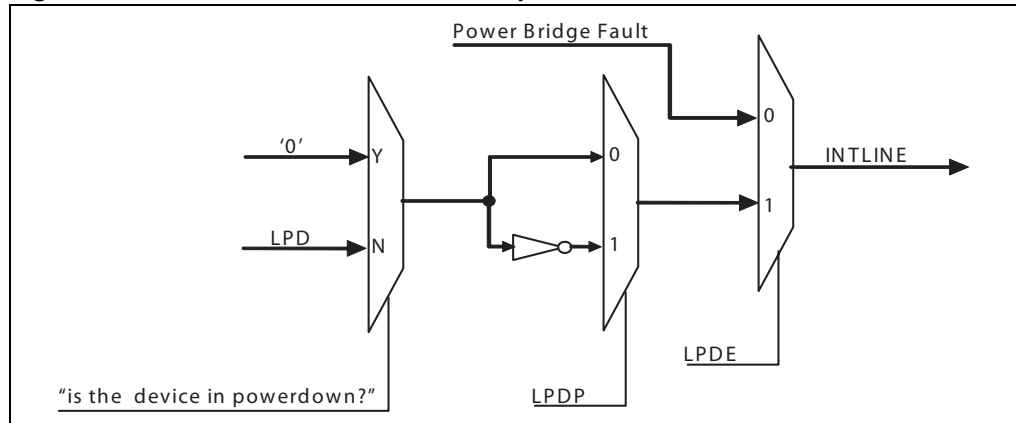 Power Bridge Fault
'0'
Y
0
0
INTLINE
LPD
N
1
1
LPDE
"is the device in powerdown?"
LPDP